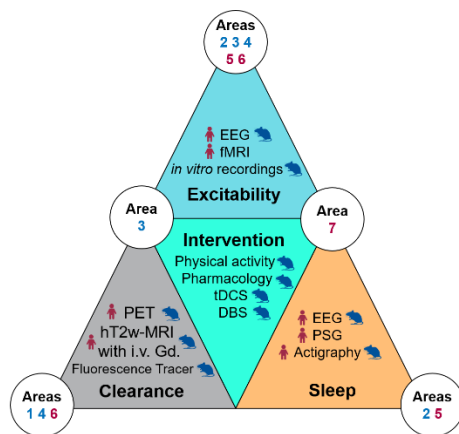 Areas
2 3 4
5 6
EEG
fMRI
in vitro recordings
Excitability
Area
3
Area
7
Intervention
Physical activity
Pharmacology
tDCS
DBS
PET
hT2w-MRI
with i.v. Gd.
Fluorescence Tracer
Clearance
EEG
PSG
Actigraphy
Sleep
Areas
1 4 6
Areas
2 5